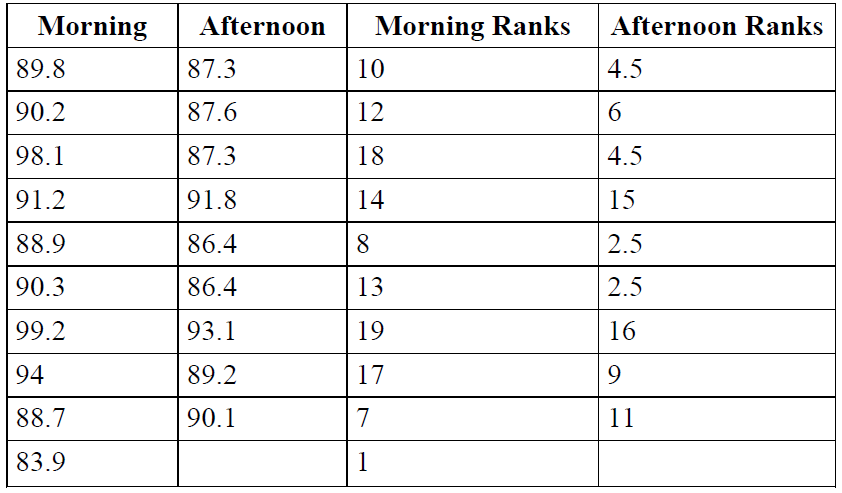 Morning Afternoon Morning Ranks Afternoon Ranks
89.8 87.3 10 4.5
90.2 87.6 12 6
98.1 87.3 18 4.5
91.2 91.8 14 15
88.9 86.4 8 2.5
90.3 86.4 13 2.5
99.2 93.1 19 16
94 89.2 17 9
88.7 90.1 7 11
83.9 1